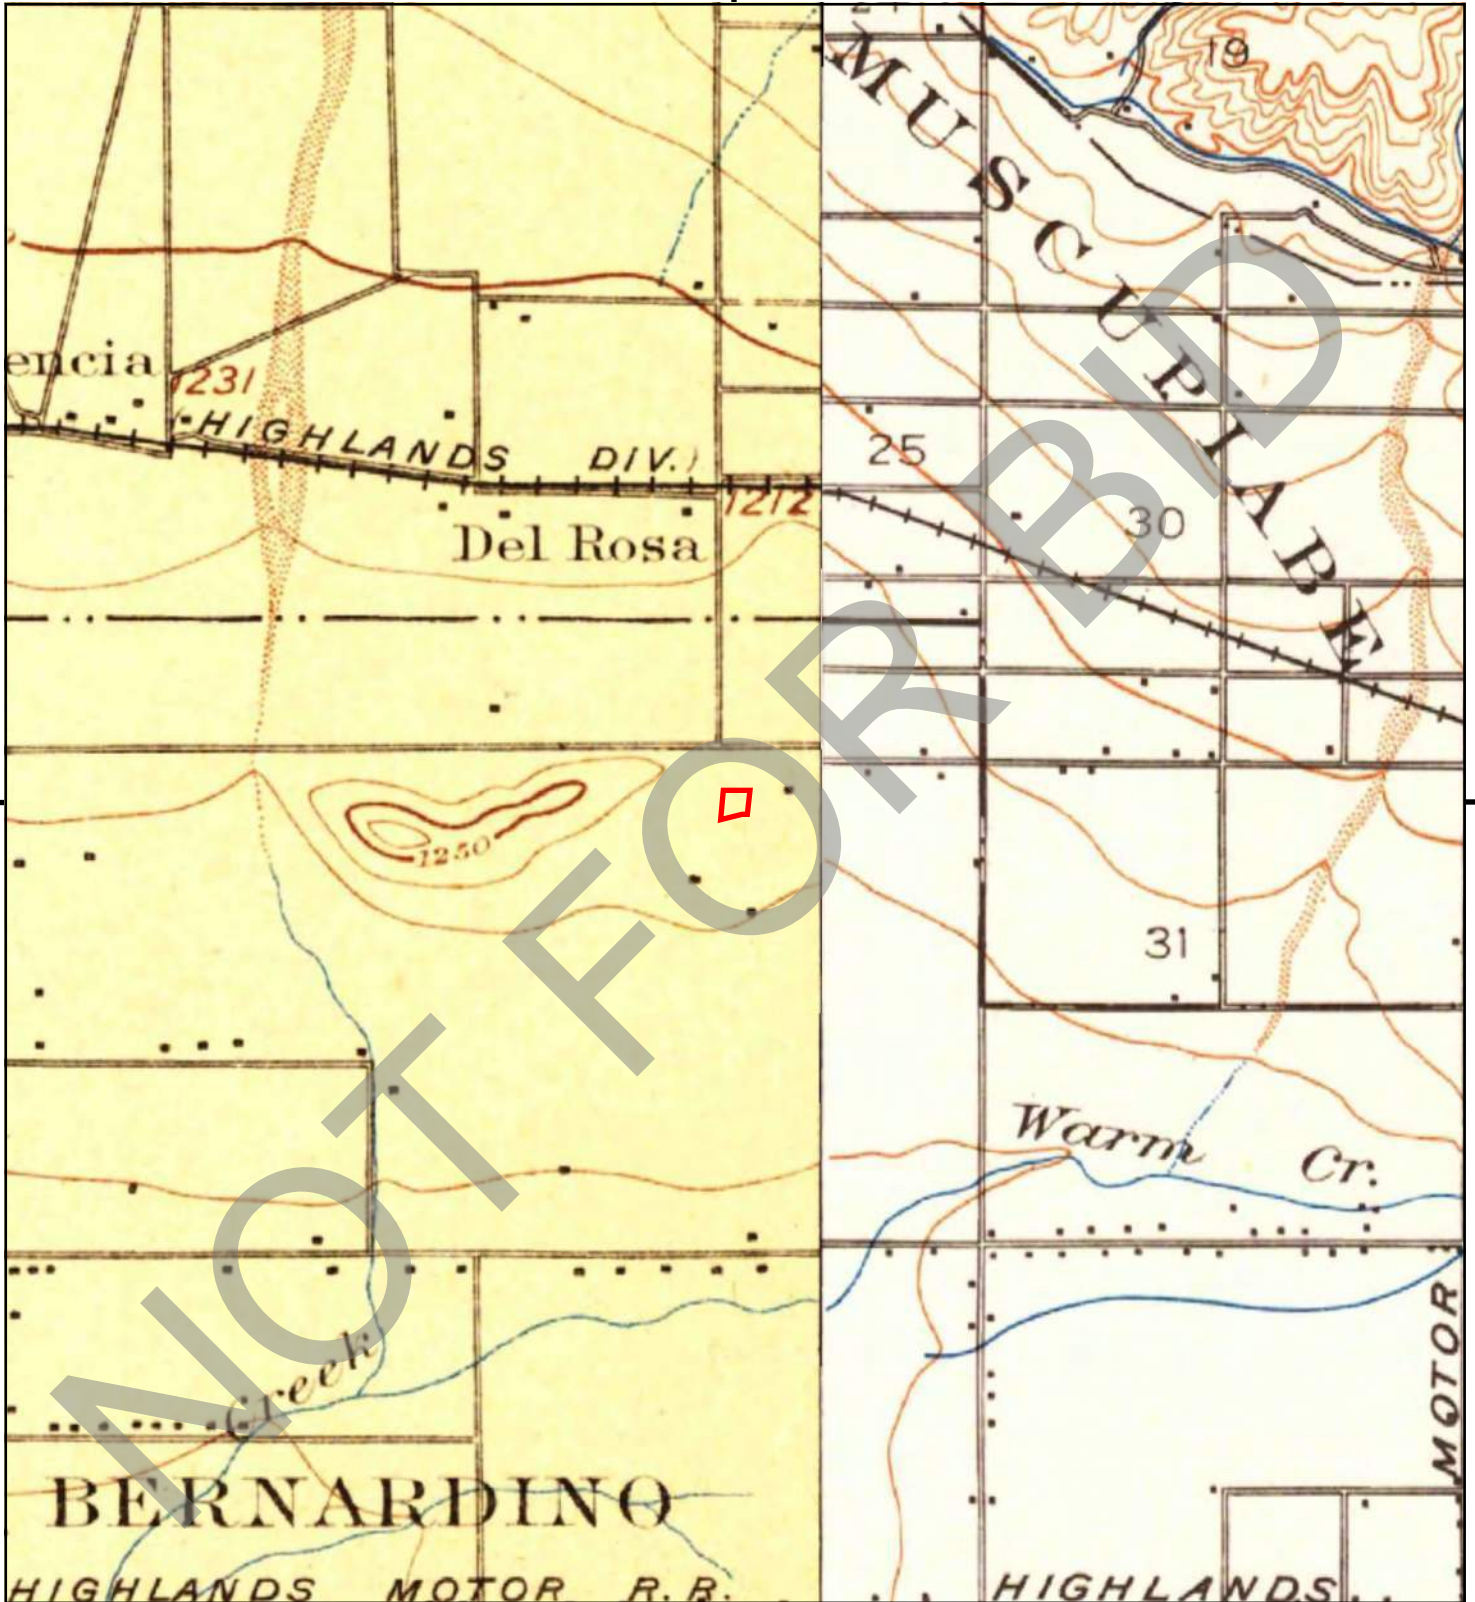 19
MUSCUPIABE
encia
1231
(HIGHLANDS DIV.)
25
1212
30
Del Rosa
1250
31
Warm Cr.
Creek
MOTOR
BERNARDINO
HIGHLANDS MOTOR R.R.
HIGHLANDS
NOT FOR BID